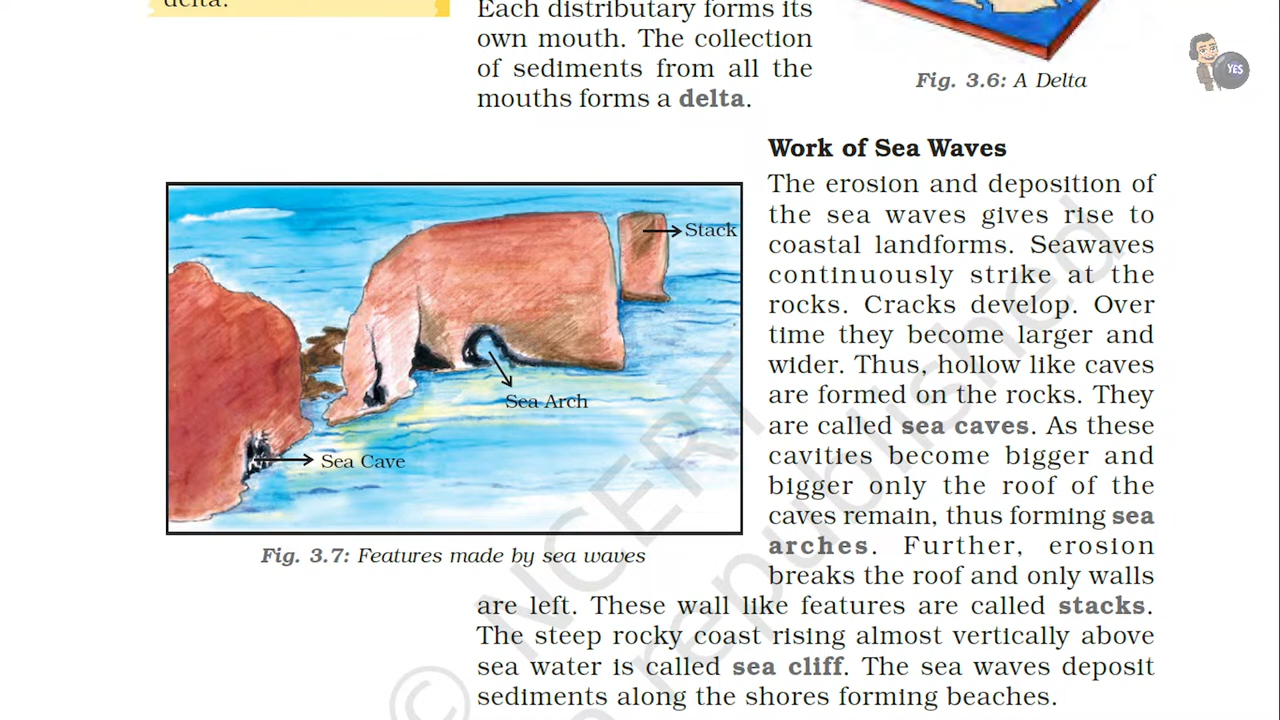 delta.
Each distributary forms its
own mouth. The collection
of sediments from all the
mouths forms a delta.
Fig. 3.6: A Delta
YES
Work of Sea Waves
The erosion and deposition of
the sea waves gives rise to
coastal landforms. Seawaves
continuously strike at the
rocks. Cracks develop. Over
time they become larger and
wider. Thus, hollow like caves
are formed on the rocks. They
are called sea caves. As these
cavities become bigger and
bigger only the roof of the
caves remain, thus forming sea
arches. Further, erosion
breaks the roof and only walls
are left. These wall like features are called stacks.
The steep rocky coast rising almost vertically above
sea water is called sea cliff. The sea waves deposit
sediments along the shores forming beaches.
Stack
Sea Arch
Sea Cave
Fig. 3.7: Features made by sea waves
© NCERT
republished